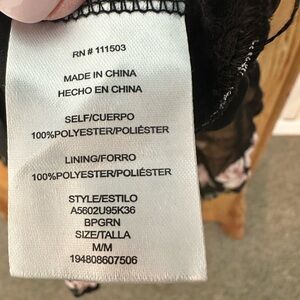 RN # 111503
MADE IN CHINA
HECHO EN CHINA
SELF/CUERPO
100%POLYESTER/POLIÉSTER
LINING/FORRO
100%POLYESTER/POLIÉSTER
STYLE/ESTILO
A5602U95K36
BPGRN
SIZE/TALLA
M/M
194808607506